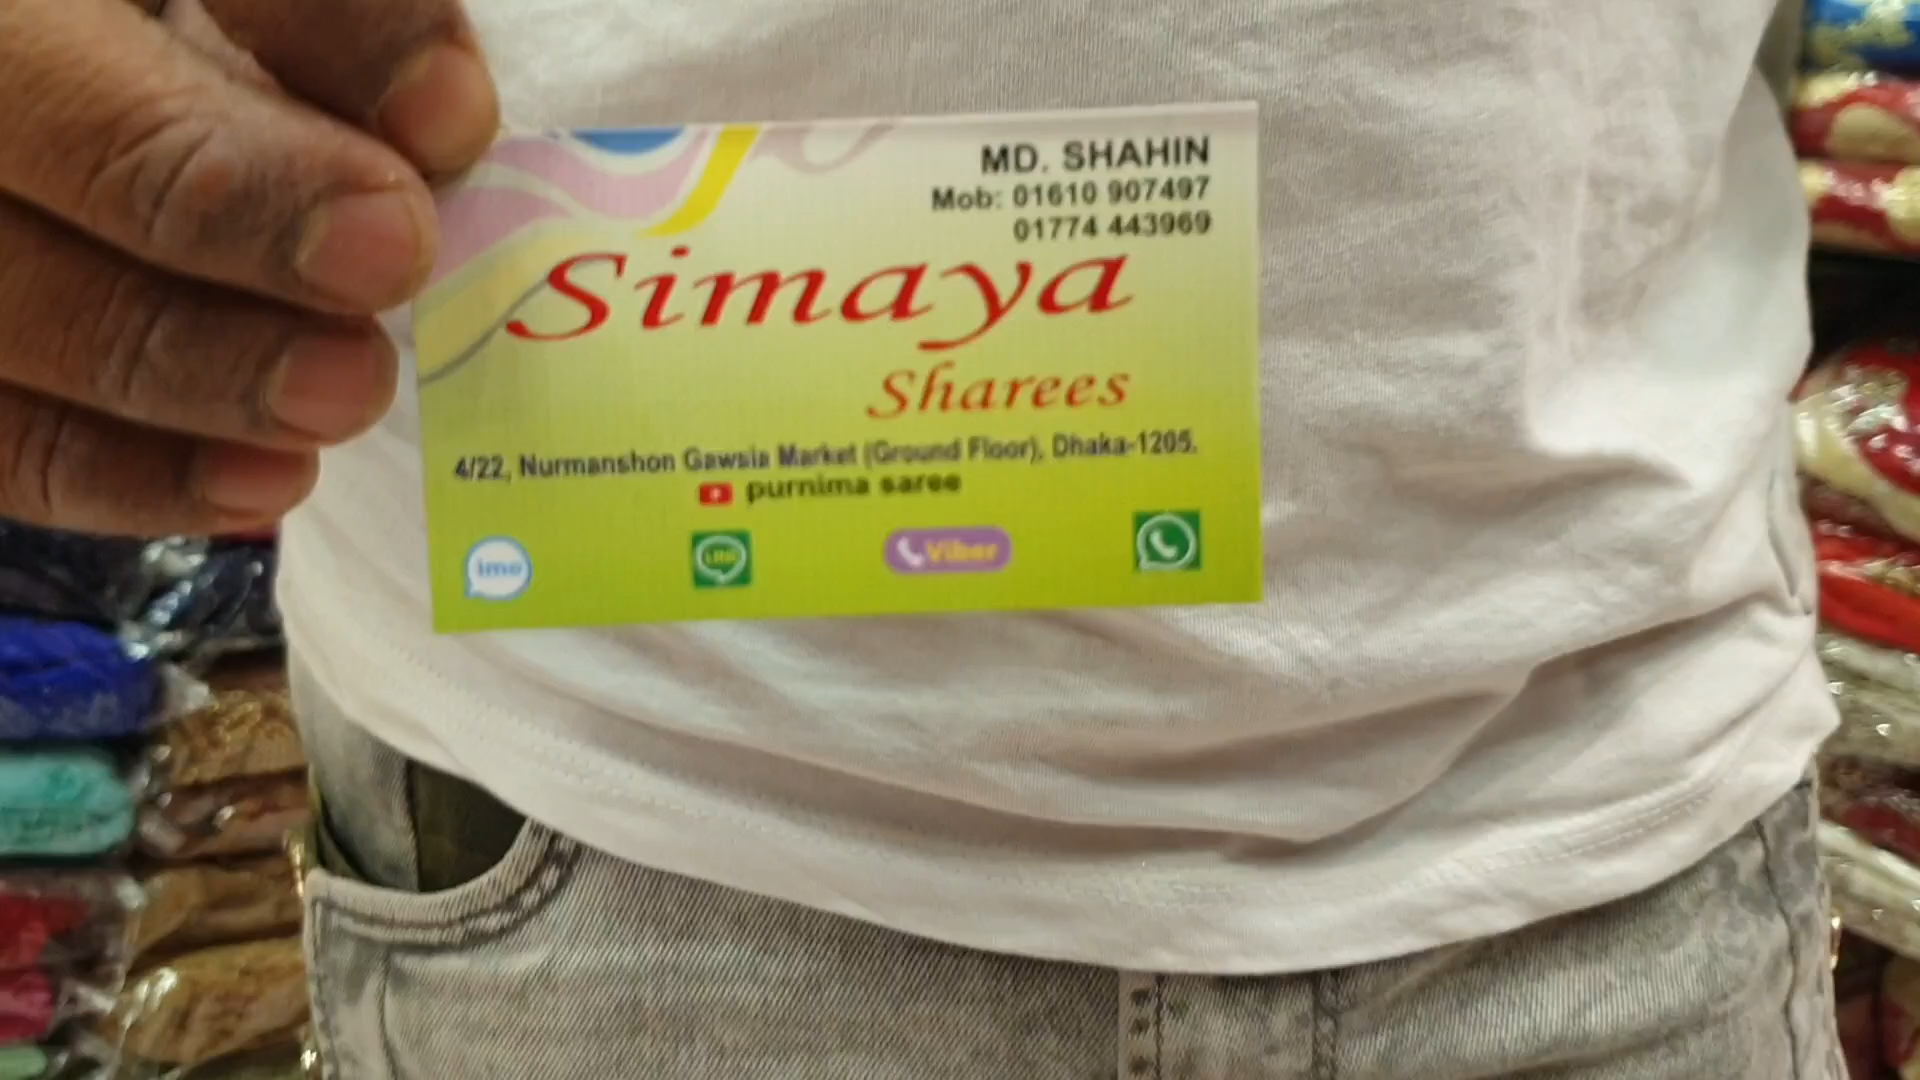 MD. SHAHIN
Mob: 01610 907497
01774 443969
Simaya
Sharees
4/22, Nurmanshon Gawsia Market (Ground Floor), Dhaka-1205.
purnima saree
imo
LINE
Viber